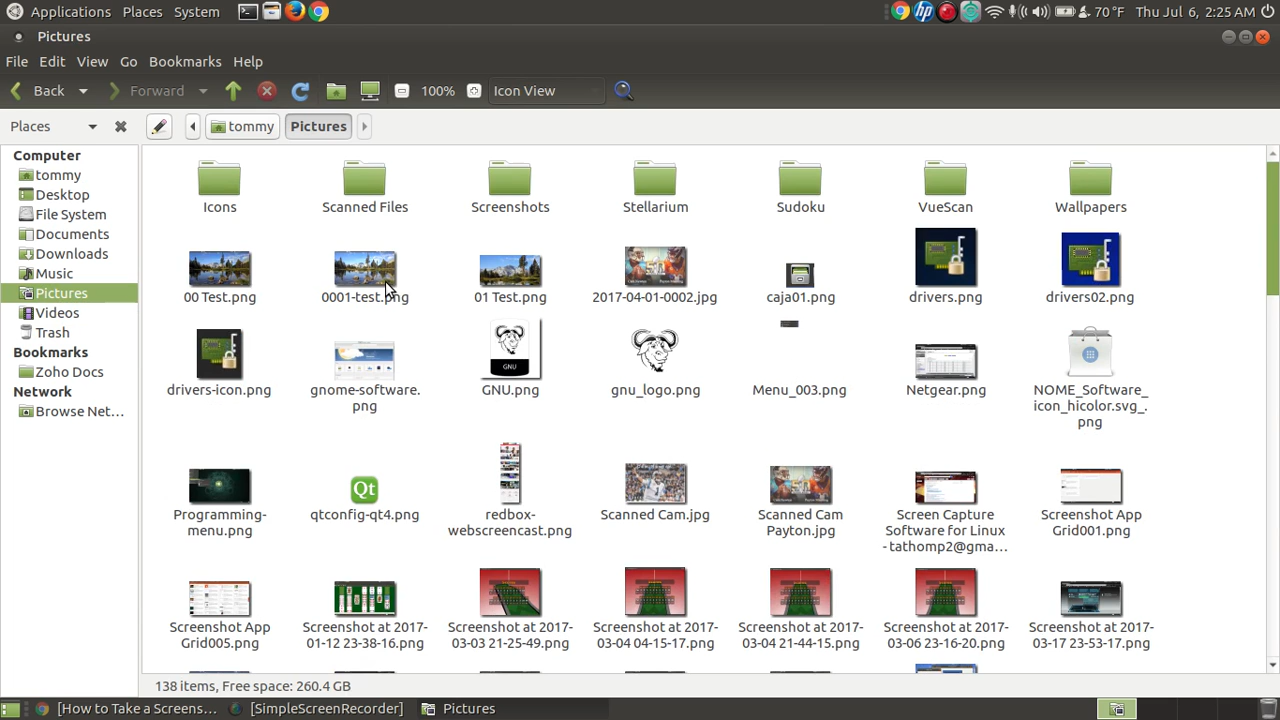 Applications Places System 70 °F Thu Jul 6, 2:25 AM
Pictures
File Edit View Go Bookmarks Help
Back Forward 100% Icon View
Places tommy Pictures
Computer
tommy
Desktop
File System
Documents
Downloads
Music
Pictures
Videos
Trash
Bookmarks
Zoho Docs
Network
Browse Net...
Icons Scanned Files Screenshots Stellarium Sudoku VueScan Wallpapers
00 Test.png 0001-test.png 01 Test.png 2017-04-01-0002.jpg caja01.png drivers.png drivers02.png
GNU
drivers-icon.png gnome-software. GNU.png gnu_logo.png Menu_003.png Netgear.png NOME_Software_
png icon_hicolor.svg_.
png
Qt
Programming- qtconfig-qt4.png redbox- Scanned Cam.jpg Scanned Cam Screen Capture Screenshot App
menu.png webscreencast.png Payton.jpg Software for Linux Grid001.png
- tathomp2@gma...
Screenshot App Screenshot at 2017- Screenshot at 2017- Screenshot at 2017- Screenshot at 2017- Screenshot at 2017- Screenshot at 2017-
Grid005.png 01-12 23-38-16.png 03-03 21-25-49.png 03-04 04-15-17.png 03-04 21-44-15.png 03-06 23-16-20.png 03-17 23-53-17.png
138 items, Free space: 260.4 GB
[How to Take a Screens... [SimpleScreenRecorder] Pictures